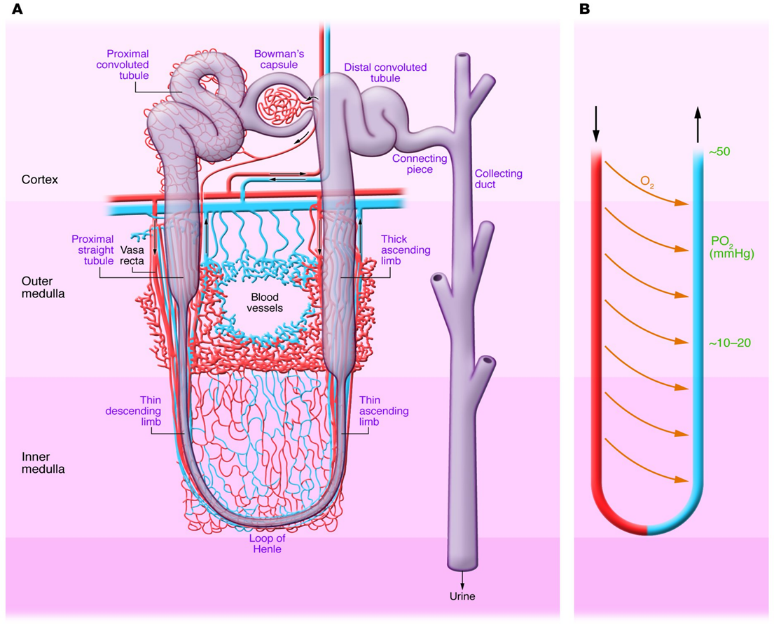 A
Proximal
convoluted
tubule
Bowman's
capsule
Distal convoluted
tubule
Connecting
piece
Collecting
duct
Cortex
Proximal
straight
tubule
Vasa
recta
Thick
ascending
limb
Outer
medulla
Blood
vessels
Thin
descending
limb
Thin
ascending
limb
Inner
medulla
Loop of
Henle
Urine
B
~50
O2
PO2
(mmHg)
~10–20